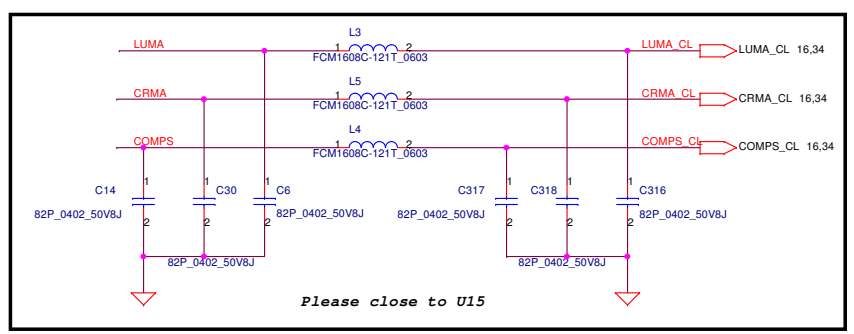 L3
LUMA 1 2 LUMA_CL LUMA_CL 16,34
FCM1608C-121T_0603
L5
CRMA 1 2 CRMA_CL CRMA_CL 16,34
FCM1608C-121T_0603
L4
COMPS 1 2 COMPS_CL COMPS_CL 16,34
FCM1608C-121T_0603
1 1 1 1 1 1
C14 C30 C6 C317 C318 C316
82P_0402_50V8J 82P_0402_50V8J 82P_0402_50V8J 82P_0402_50V8J
2 2 2 2 2 2
82P_0402_50V8J 82P_0402_50V8J
Please close to U15